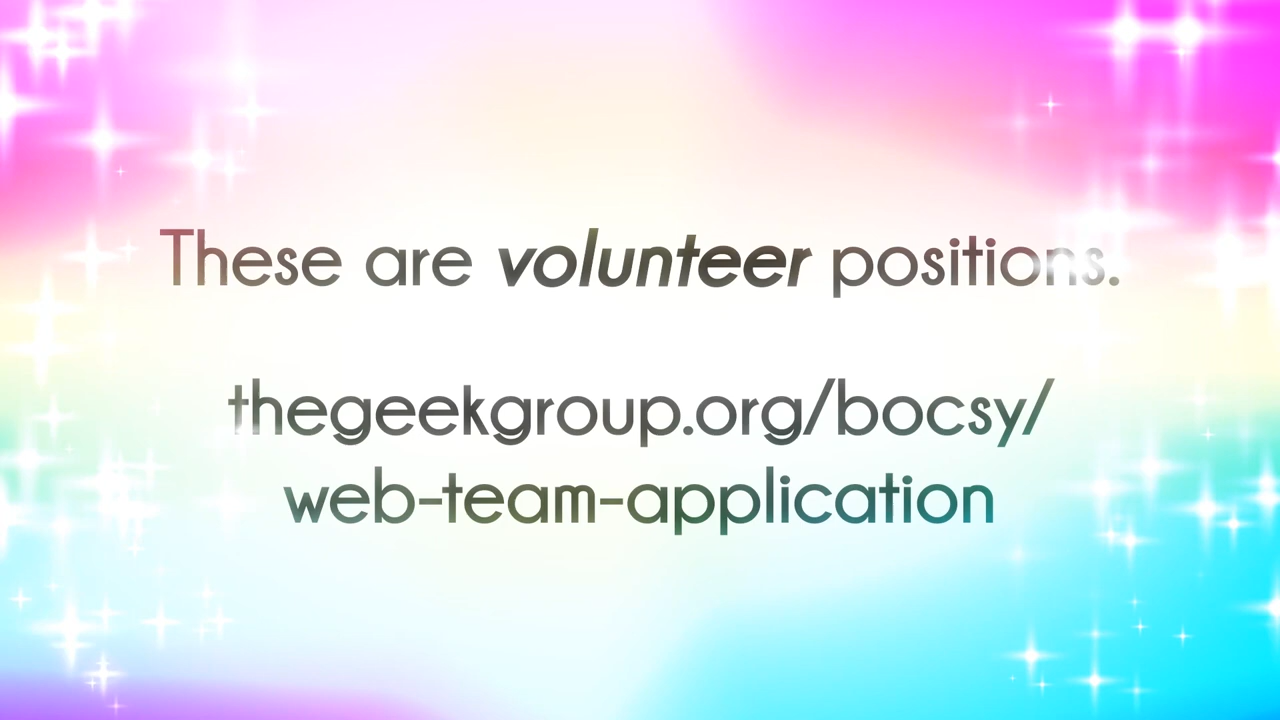 These are volunteer positions.
thegeekgroup.org/bocsy/
web-team-application